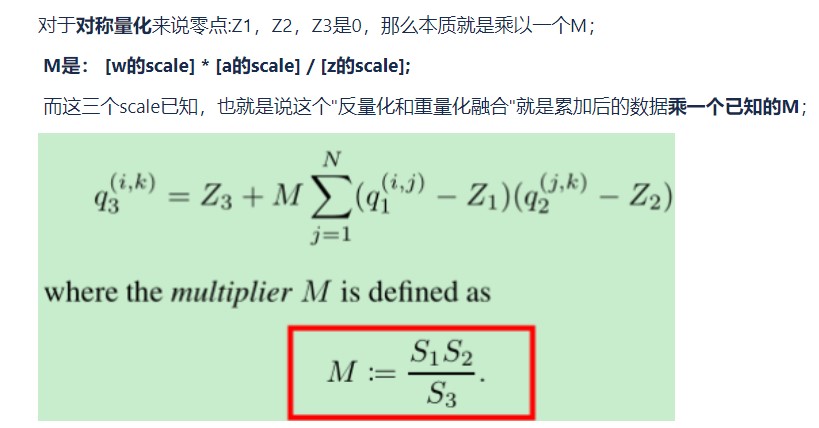 对于对称量化来说零点:Z1，Z2，Z3是0，那么本质就是乘以一个M；
M是： [w的scale] * [a的scale] / [z的scale];
而这三个scale已知，也就是说这个"反量化和重量化融合"就是累加后的数据乘一个已知的M；
q_3^{(i,k)} = Z_3 + M \sum_{j=1}^{N} (q_1^{(i,j)} − Z_1)(q_2^{(j,k)} − Z_2)
where the multiplier M is defined as
M := \frac{S_1 S_2}{S_3}.